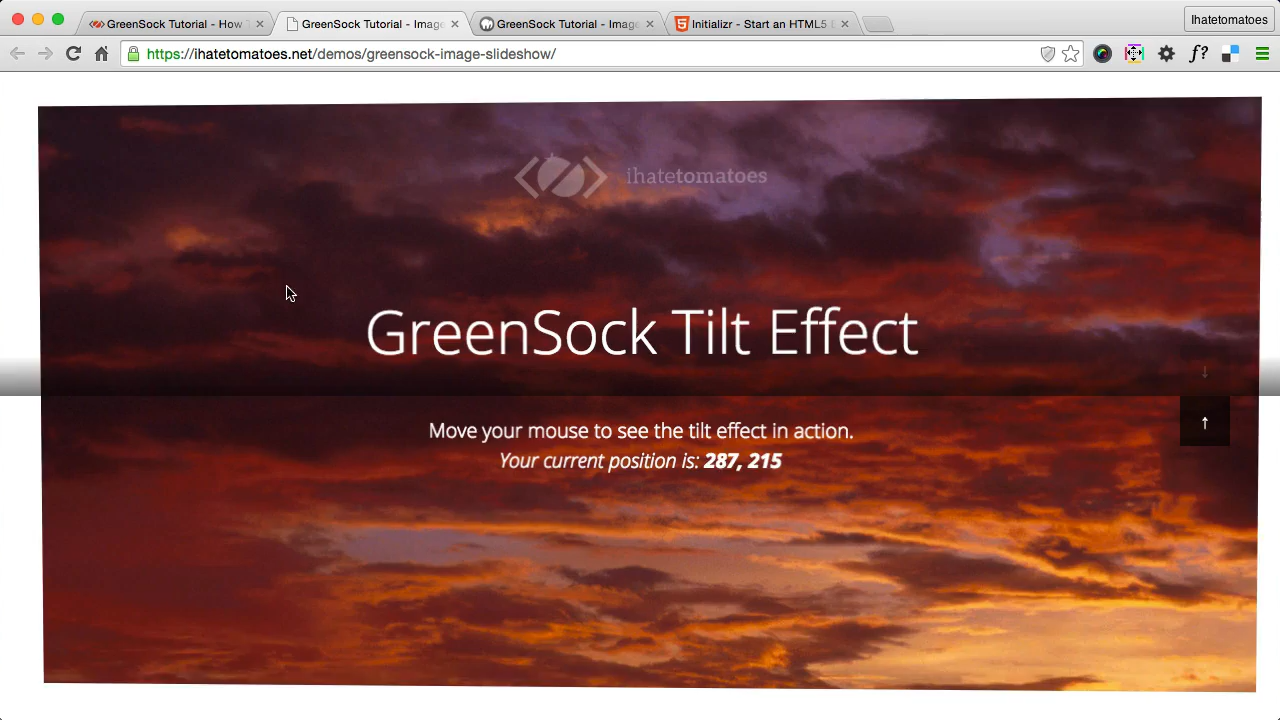 GreenSock Tutorial - How
GreenSock Tutorial - Imag
GreenSock Tutorial - Imag
Initializr - Start an HTML5
Ihatetomatoes
https://ihatetomatoes.net/demos/greensock-image-slideshow/
f?
ihatetomatoes
GreenSock Tilt Effect
↓
↑
Move your mouse to see the tilt effect in action.
Your current position is: 287, 215